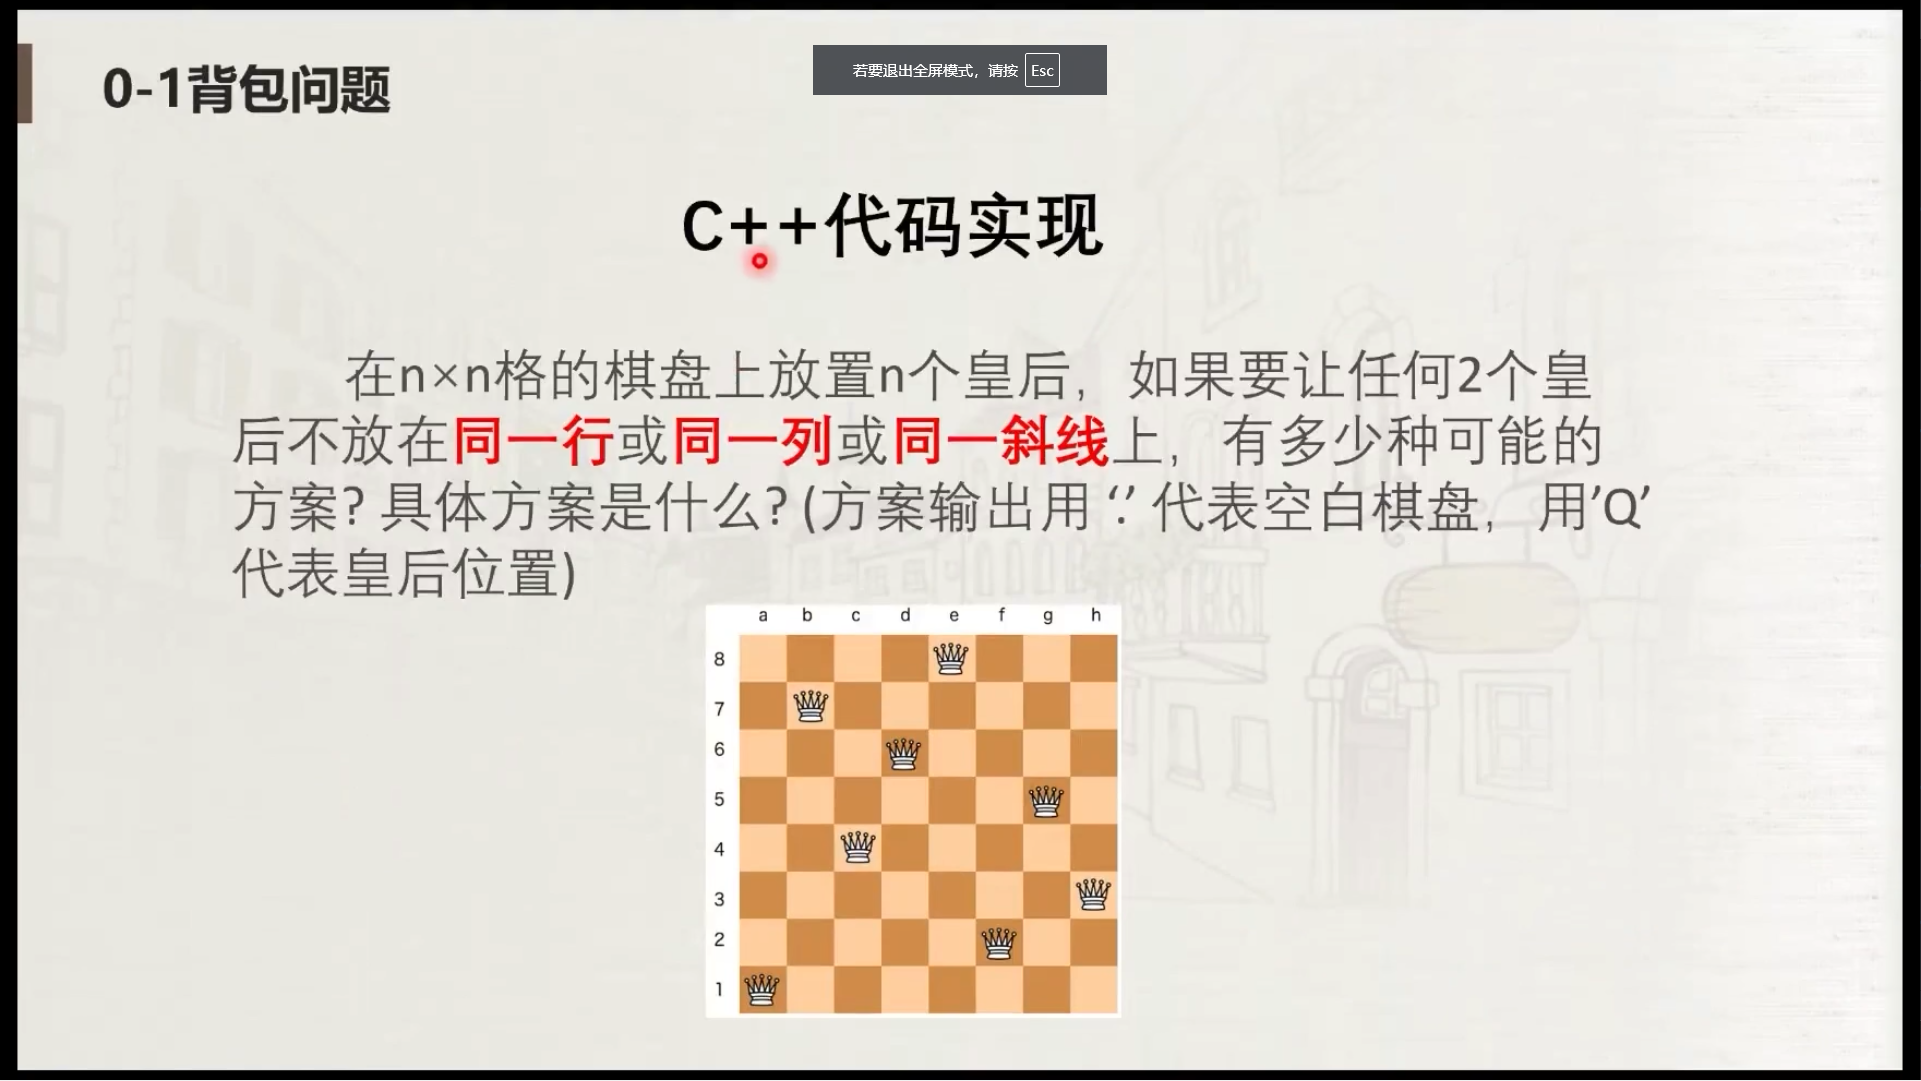 0-1背包问题
若要退出全屏模式，请按 Esc
C++代码实现
在n×n格的棋盘上放置n个皇后，如果要让任何2个皇
后不放在同一行或同一列或同一斜线上，有多少种可能的
方案? 具体方案是什么? (方案输出用 ‘.’ 代表空白棋盘，用’Q’
代表皇后位置)
a b c d e f g h
8
7
6
5
4
3
2
1